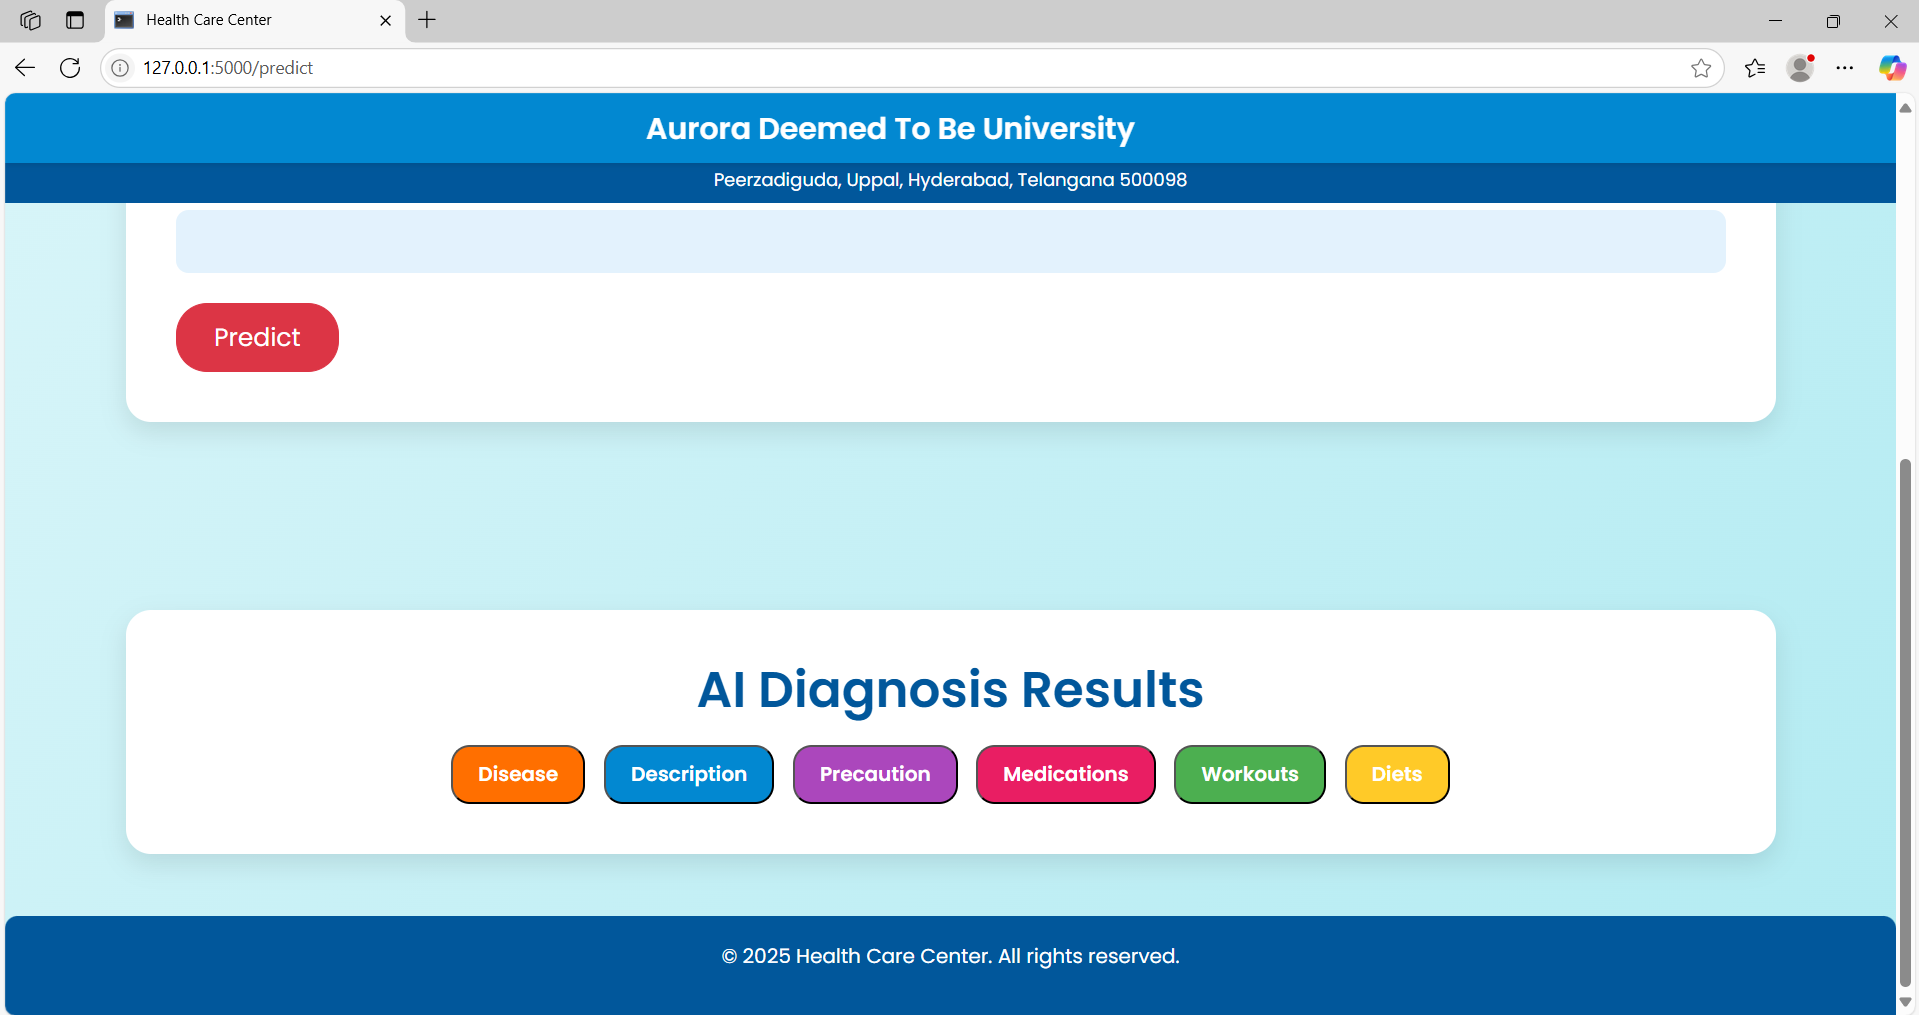 Health Care Center
127.0.0.1:5000/predict
Aurora Deemed To Be University
Peerzadiguda, Uppal, Hyderabad, Telangana 500098
Predict
AI Diagnosis Results
Disease Description Precaution Medications Workouts Diets
© 2025 Health Care Center. All rights reserved.